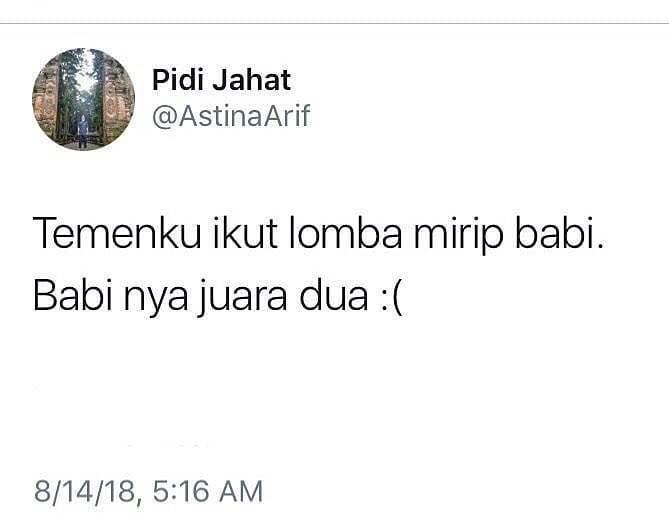 Pidi Jahat
@AstinaArif
Temenku ikut lomba mirip babi.
Babi nya juara dua :(
8/14/18, 5:16 AM